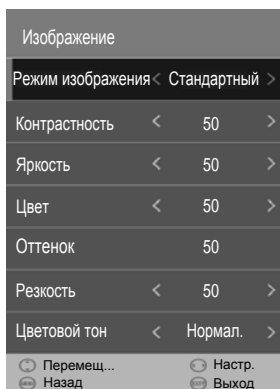 Изображение
Режим изображения < Стандартный >
Контрастность < 50 >
Яркость < 50 >
Цвет < 50 >
Оттенок 50
Резкость < 50 >
Цветовой тон < Нормал. >
Перемещ... Настр.
Назад Выход